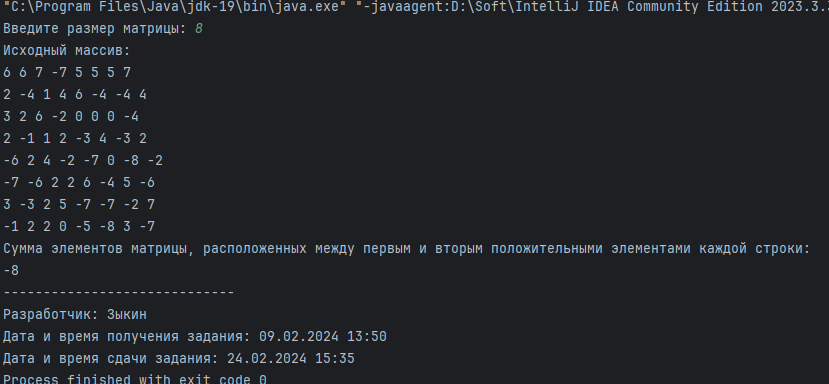 "C:\Program Files\Java\jdk-19\bin\java.exe" "-javaagent:D:\Soft\IntelliJ IDEA Community Edition 2023.3.3
Введите размер матрицы: 8
Исходный массив:
6 6 7 -7 5 5 5 7
2 -4 1 4 6 -4 -4 4
3 2 6 -2 0 0 0 -4
2 -1 1 2 -3 4 -3 2
-6 2 4 -2 -7 0 -8 -2
-7 -6 2 2 6 -4 5 -6
3 -3 2 5 -7 -7 -2 7
-1 2 2 0 -5 -8 3 -7
Сумма элементов матрицы, расположенных между первым и вторым положительными элементами каждой строки:
-8
-----------------------------
Разработчик: Зыкин
Дата и время получения задания: 09.02.2024 13:50
Дата и время сдачи задания: 24.02.2024 15:35
Process finished with exit code 0